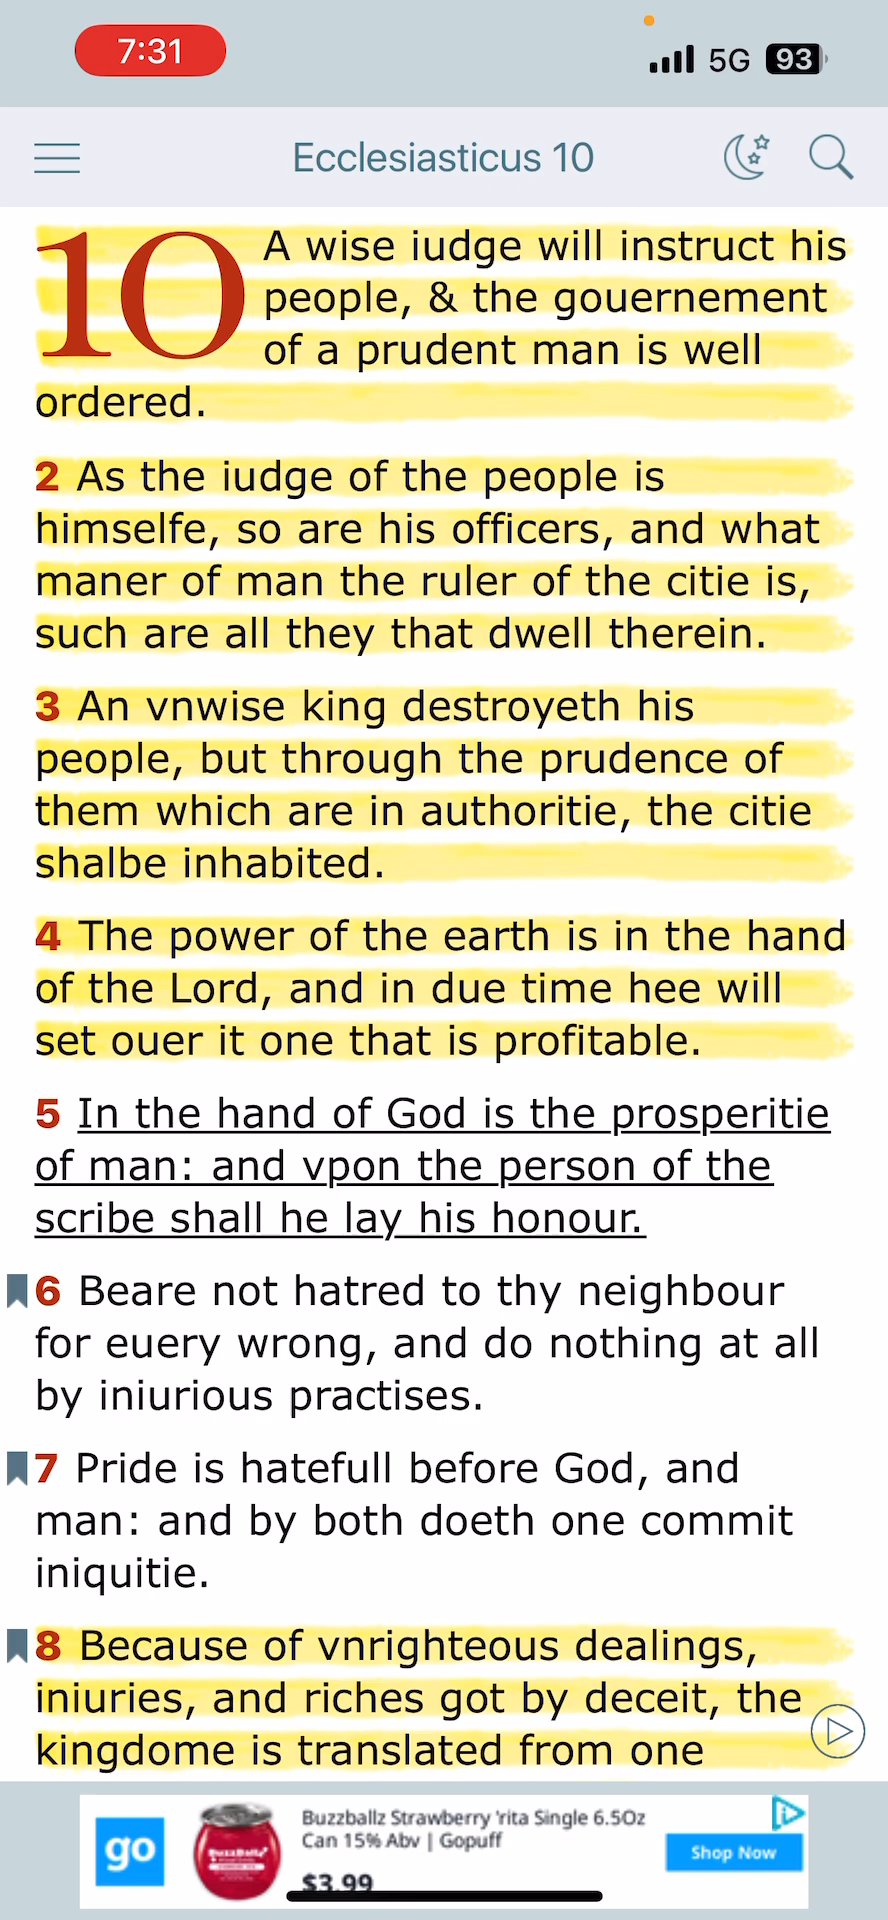 7:31
5G 93
Ecclesiasticus 10
10 A wise iudge will instruct his
people, & the gouernement
of a prudent man is well
ordered.
2 As the iudge of the people is
himselfe, so are his officers, and what
maner of man the ruler of the citie is,
such are all they that dwell therein.
3 An vnwise king destroyeth his
people, but through the prudence of
them which are in authoritie, the citie
shalbe inhabited.
4 The power of the earth is in the hand
of the Lord, and in due time hee will
set ouer it one that is profitable.
5 In the hand of God is the prosperitie
of man: and vpon the person of the
scribe shall he lay his honour.
6 Beare not hatred to thy neighbour
for euery wrong, and do nothing at all
by iniurious practises.
7 Pride is hatefull before God, and
man: and by both doeth one commit
iniquitie.
8 Because of vnrighteous dealings,
iniuries, and riches got by deceit, the
kingdome is translated from one
go
BuzzBallz
Buzzballz Strawberry 'rita Single 6.5Oz
Can 15% Abv | Gopuff
$3.99
Shop Now